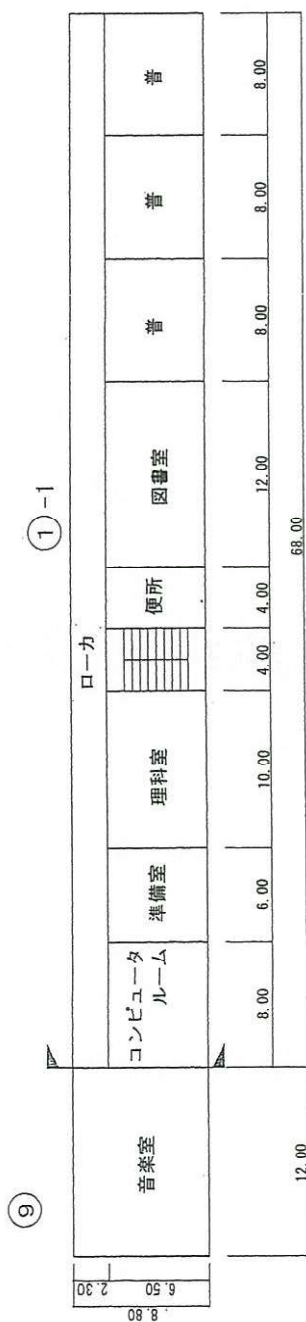 ⑨
①-1
ローカ
音楽室
コンピュータ
ルーム
準備室
理科室
便所
図書室
普
普
普
2.30
6.50
8.80
8.00
6.00
10.00
4.00
4.00
12.00
8.00
8.00
8.00
12.00
68.00